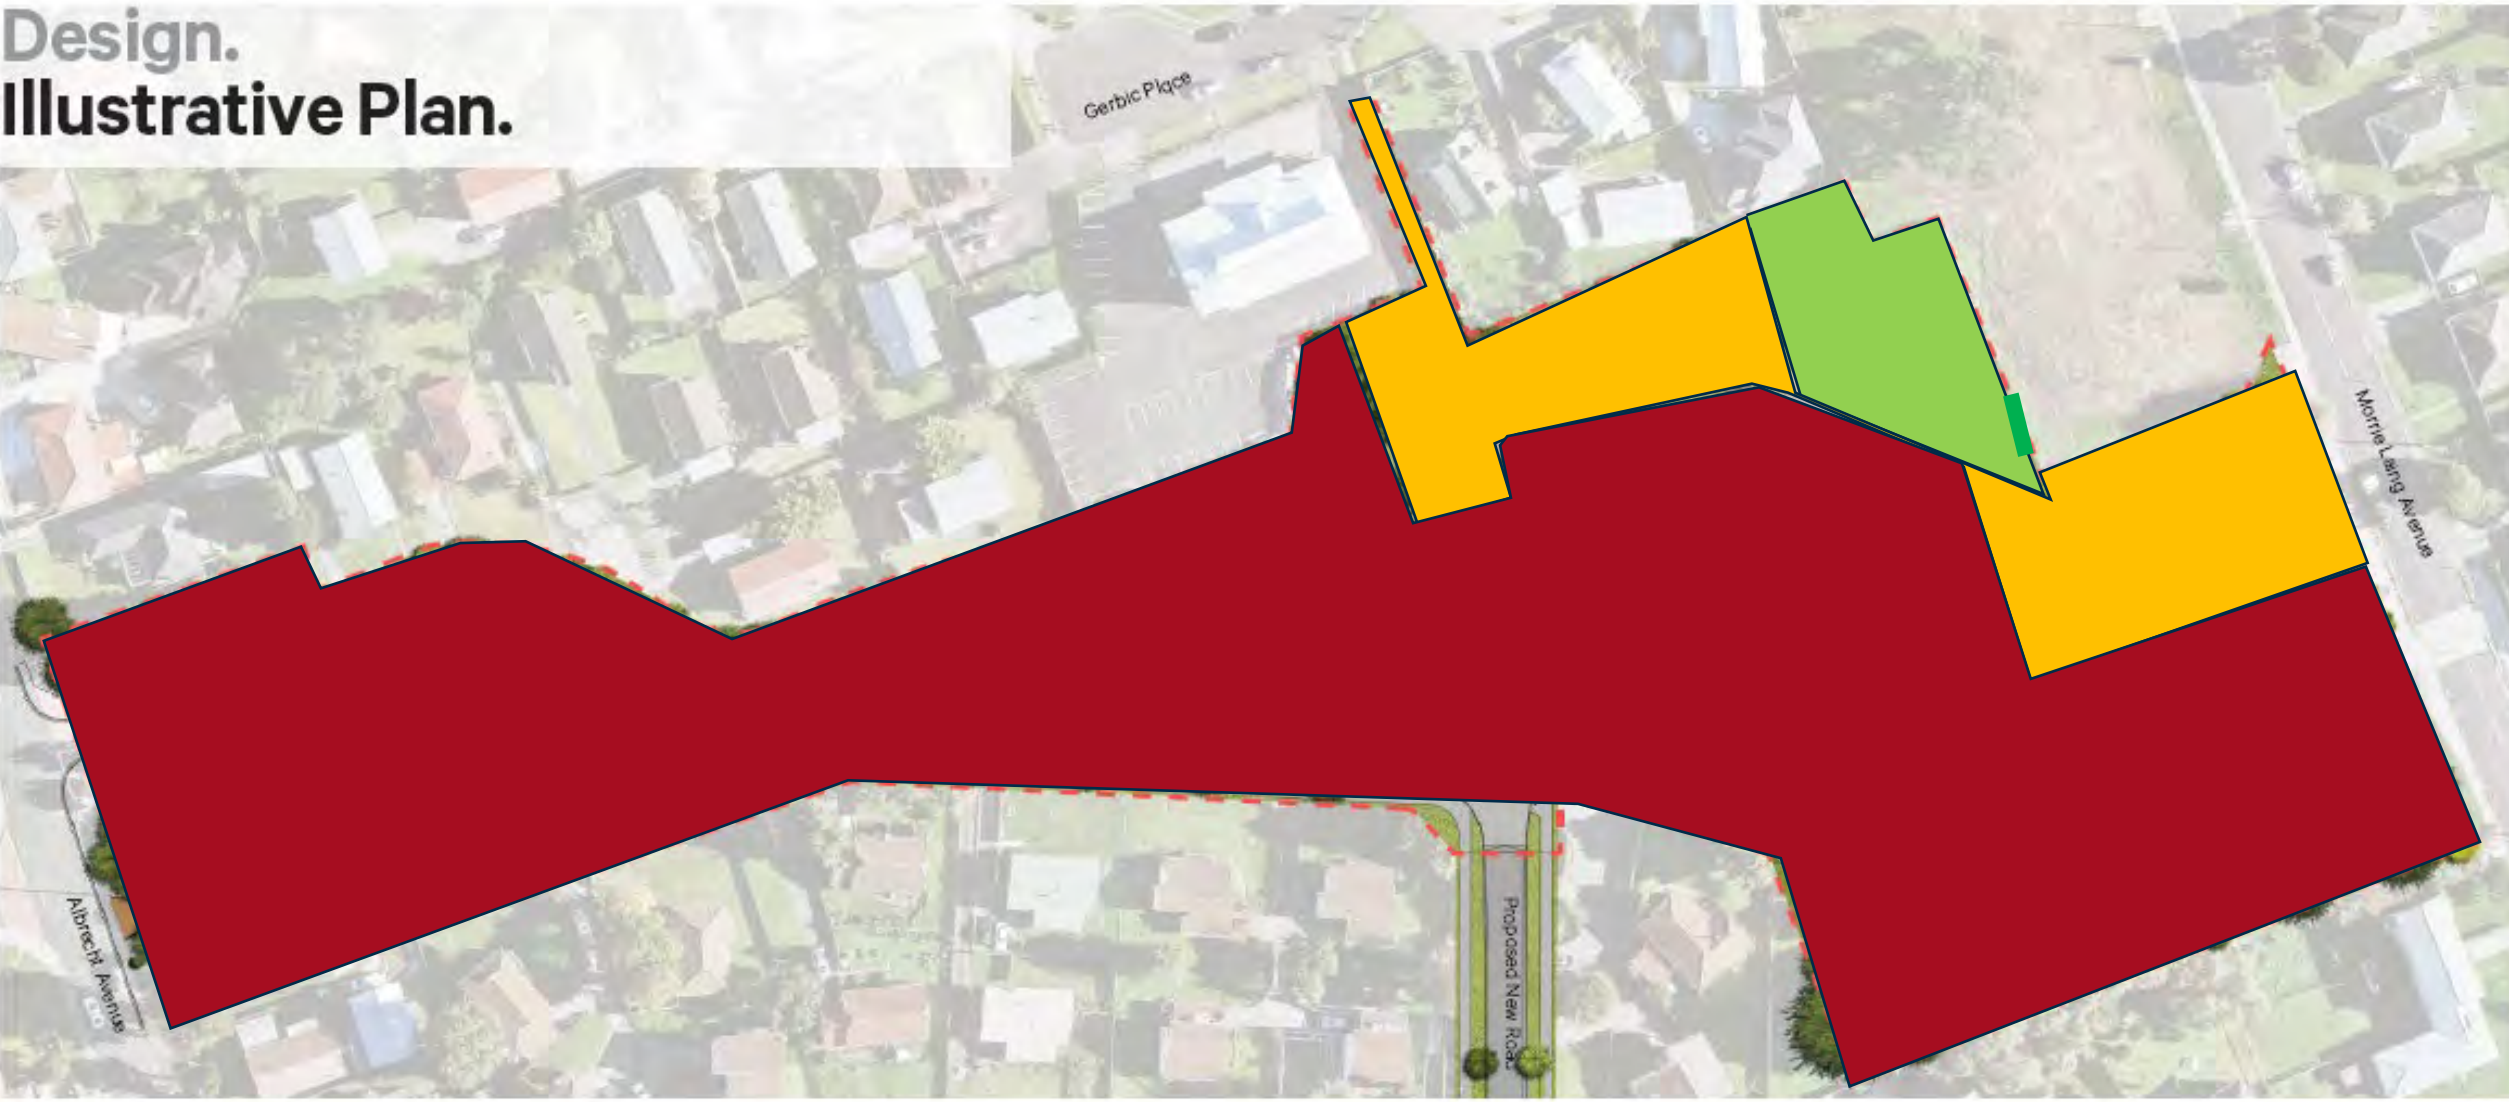 Design.
Illustrative Plan.
Gerbic Place
Morrie Laing Avenue
Albrecht Avenue
Proposed New Road